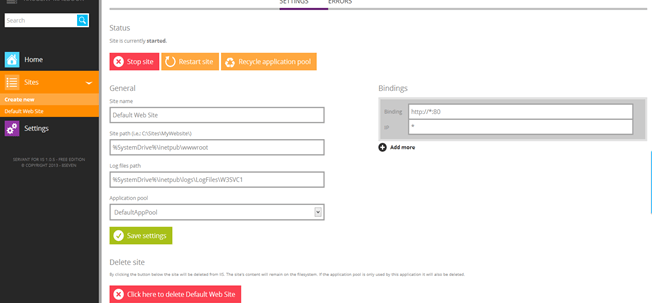 SETTINGS ERRORS
Search
Home
Sites
Create new
Default Web Site
Settings
SERVANT FOR IIS 1.0.5 - FREE EDITION
Status
Site is currently started.
Stop site Restart site Recycle application pool
General
Site name
Default Web Site
Site path (i.e.: C:\Sites\MyWebsite\)
%SystemDrive%\inetpub\wwwroot
Log files path
%SystemDrive%\inetpub\logs\LogFiles\W3SVC1
Application pool
DefaultAppPool
Save settings
Bindings
Binding http://*:80
IP *
Add more
Delete site
By clicking the button below the site will be deleted from IIS. The site's content will remain on the filesystem. If the application pool is only used by this application it will also be deleted.
Click here to delete Default Web Site